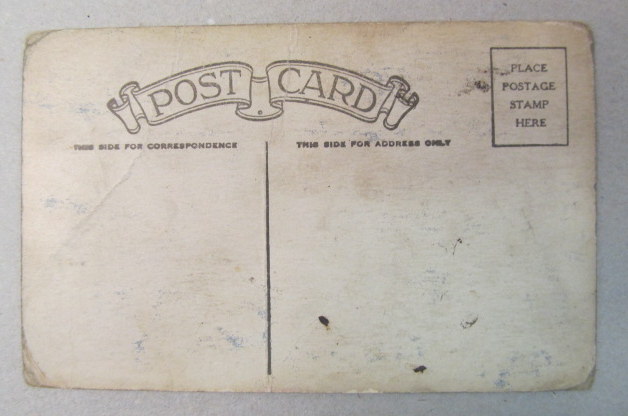 POST CARD
PLACE
POSTAGE
STAMP
HERE
THIS SIDE FOR CORRESPONDENCE
THIS SIDE FOR ADDRESS ONLY